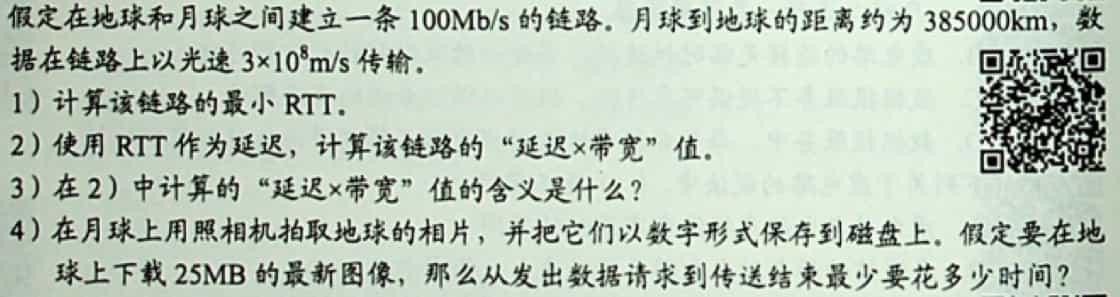 假定在地球和月球之间建立一条 100Mb/s 的链路。月球到地球的距离约为 385000km，数
据在链路上以光速 3×10⁸m/s 传输。
1）计算该链路的最小 RTT。
2）使用 RTT 作为延迟，计算该链路的“延迟×带宽”值。
3）在 2）中计算的“延迟×带宽”值的含义是什么？
4）在月球上用照相机拍取地球的相片，并把它们以数字形式保存到磁盘上。假定要在地
球上下载 25MB 的最新图像，那么从发出数据请求到传送结束最少要花多少时间？